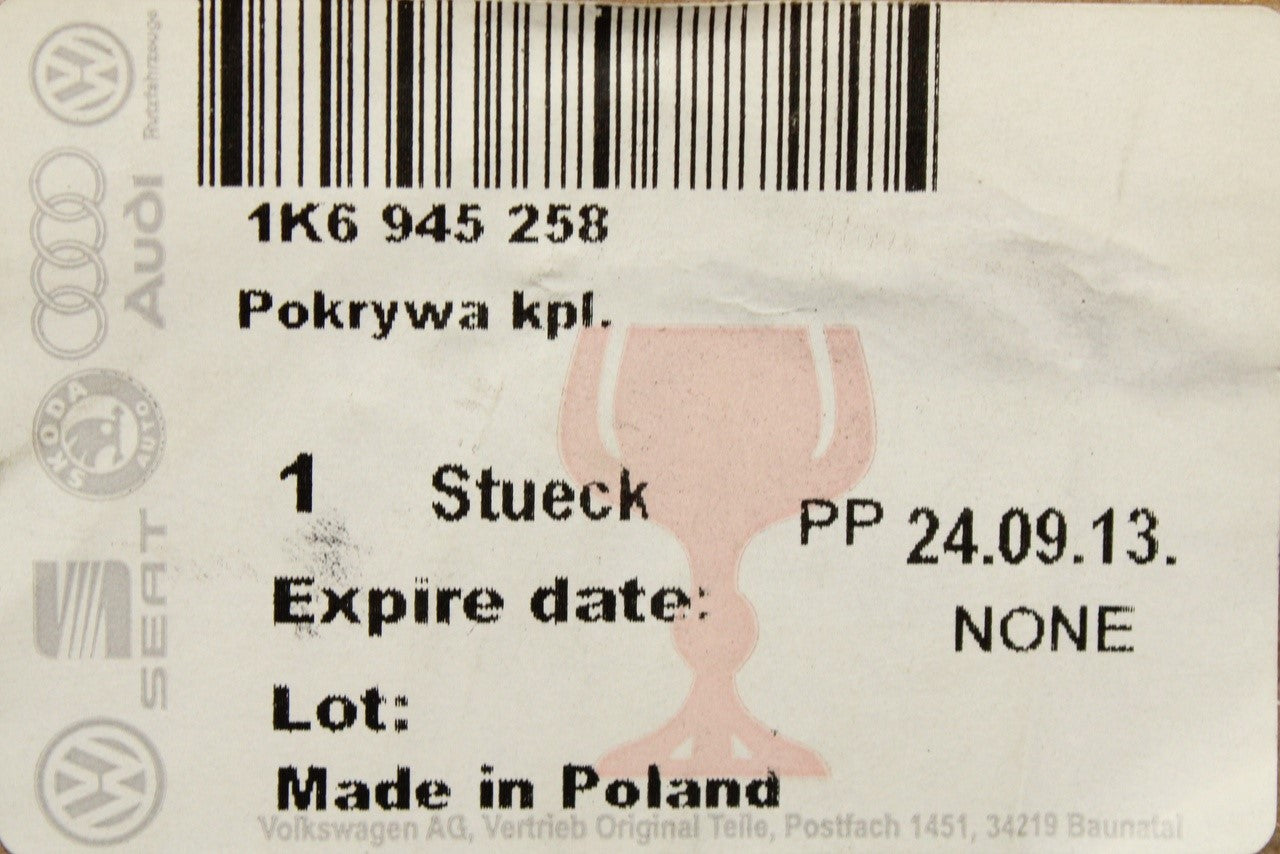 1K6 945 258
Pokrywa kpl.
1 Stueck PP 24.09.13.
Expire date: NONE
Lot:
Made in Poland
Volkswagen AG, Vertrieb Original Teile, Postfach 1451, 34219 Baunatal
Nutzfahrzeuge
Audi
SKODA AUTO
SEAT